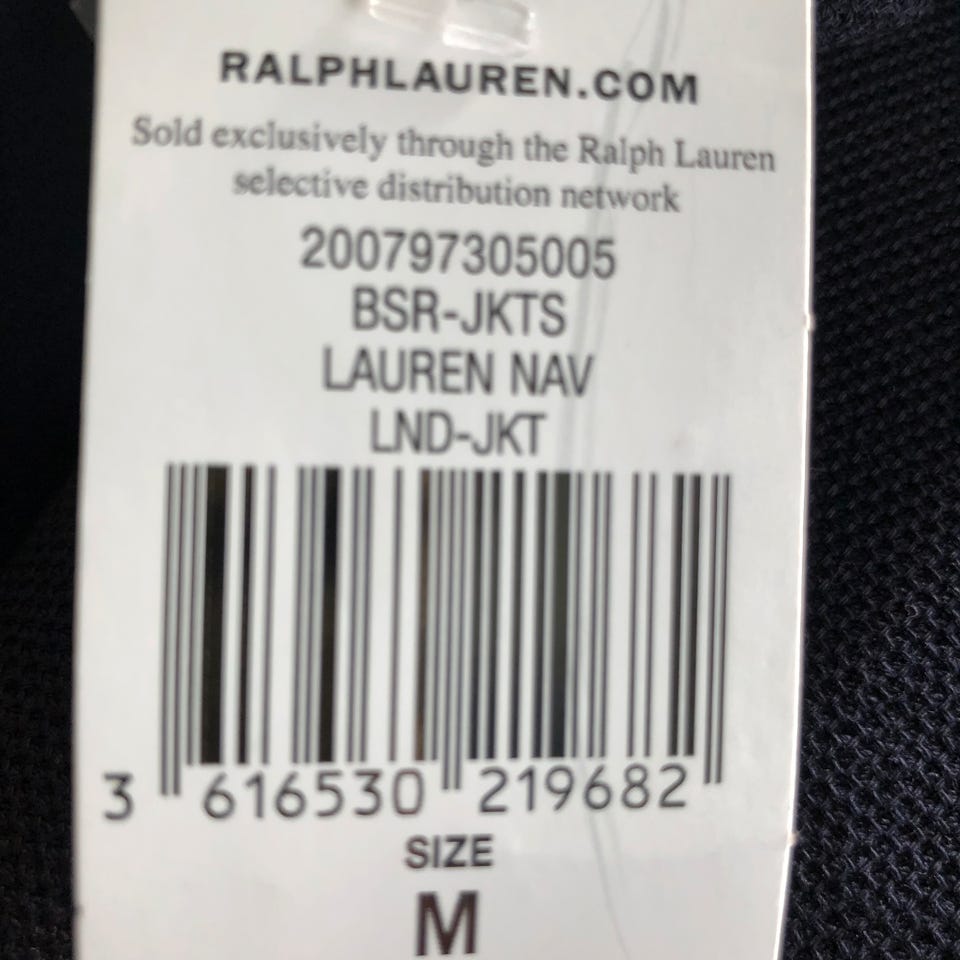 RALPHLAUREN.COM
Sold exclusively through the Ralph Lauren
selective distribution network
200797305005
BSR-JKTS
LAUREN NAV
LND-JKT
3 616530 219682
SIZE
M